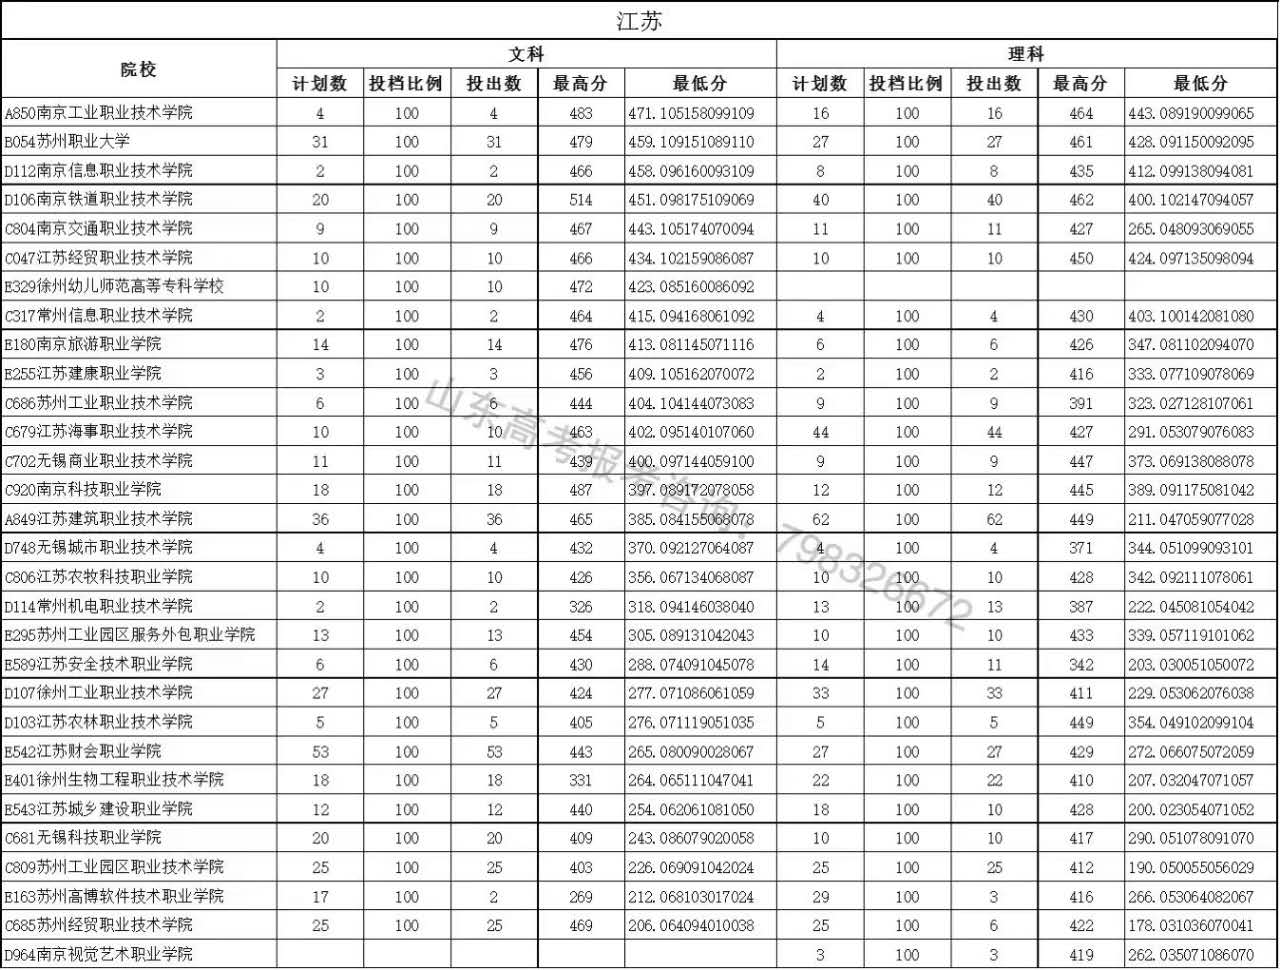 江苏
院校 文科 理科
计划数 投档比例 投出数 最高分 最低分 计划数 投档比例 投出数 最高分 最低分
A850南京工业职业技术学院 4 100 4 483 471.105158099109 16 100 16 464 443.089190099065
B054苏州职业大学 31 100 31 479 459.109151089110 27 100 27 461 428.091150092095
D112南京信息职业技术学院 2 100 2 466 458.096160093109 8 100 8 435 412.099138094081
D106南京铁道职业技术学院 20 100 20 514 451.098175109069 40 100 40 462 400.102147094057
C804南京交通职业技术学院 9 100 9 467 443.105174070094 11 100 11 427 265.048093069055
C047江苏经贸职业技术学院 10 100 10 466 434.102159086087 10 100 10 450 424.097135098094
E329徐州幼儿师范高等专科学校 10 100 10 472 423.085160086092
C317常州信息职业技术学院 2 100 2 464 415.094168061092 4 100 4 430 403.100142081080
E180南京旅游职业学院 14 100 14 476 413.081145071116 6 100 6 426 347.081102094070
E255江苏建康职业学院 3 100 3 456 409.105162070072 2 100 2 416 333.077109078069
C686苏州工业职业技术学院 6 100 6 444 404.104144073083 9 100 9 391 323.027128107061
C679江苏海事职业技术学院 10 100 10 463 402.095140107060 44 100 44 427 291.053079076083
C702无锡商业职业技术学院 11 100 11 439 400.097144059100 9 100 9 447 373.069138088078
C920南京科技职业学院 18 100 18 487 397.089172078058 12 100 12 445 389.091175081042
A849江苏建筑职业技术学院 36 100 36 465 385.084155068078 62 100 62 449 211.047059077028
D748无锡城市职业技术学院 4 100 4 432 370.092127064087 4 100 4 371 344.051099093101
C806江苏农牧科技职业学院 10 100 10 426 356.067134068087 10 100 10 428 342.092111078061
D114常州机电职业技术学院 2 100 2 326 318.094146038040 13 100 13 387 222.045081054042
E295苏州工业园区服务外包职业学院 13 100 13 454 305.089131042043 10 100 10 433 339.057119101062
E589江苏安全技术职业学院 6 100 6 430 288.074091045078 14 100 11 342 203.030051050072
D107徐州工业职业技术学院 27 100 27 424 277.071086061059 33 100 33 411 229.053062076038
D103江苏农林职业技术学院 5 100 5 405 276.071119051035 5 100 5 449 354.049102099104
E542江苏财会职业学院 53 100 53 443 265.080090028067 27 100 27 429 272.066075072059
E401徐州生物工程职业技术学院 18 100 18 331 264.065111047041 22 100 22 410 207.032047071057
E543江苏城乡建设职业学院 12 100 12 440 254.062061081050 18 100 10 428 200.023054071052
C681无锡科技职业学院 20 100 20 409 243.086079020058 10 100 10 417 290.051078091070
C809苏州工业园区职业技术学院 25 100 25 403 226.069091042024 25 100 25 412 190.050055056029
E163苏州高博软件技术职业学院 17 100 2 269 212.068103017024 29 100 3 416 266.053064082067
C685苏州经贸职业技术学院 25 100 25 469 206.064094010038 25 100 6 422 178.031036070041
D964南京视觉艺术职业学院 3 100 3 419 262.035071086070
山东高考报考咨询：798326672